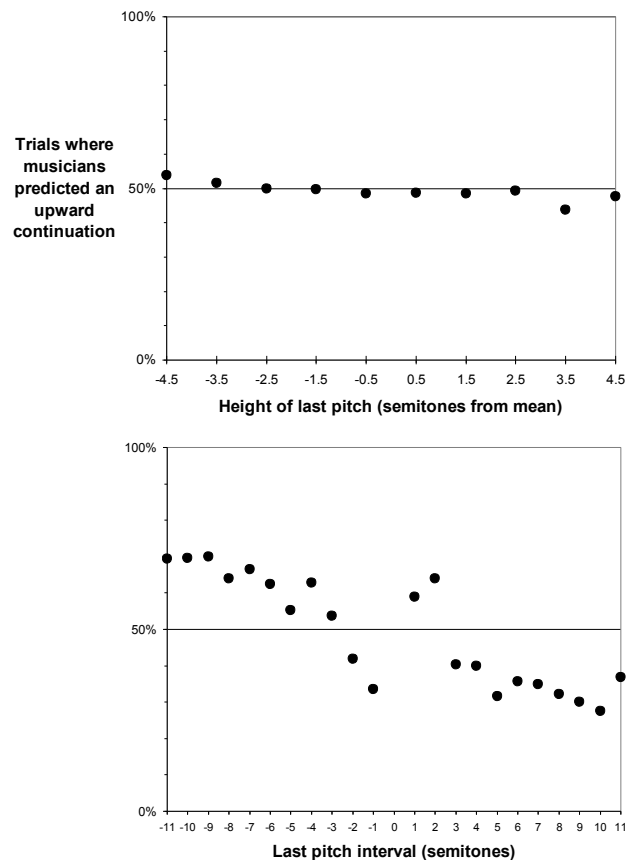 100%
Trials where
musicians
predicted an
upward
continuation
50%
0%
-4.5 -3.5 -2.5 -1.5 -0.5 0.5 1.5 2.5 3.5 4.5
Height of last pitch (semitones from mean)
100%
50%
0%
-11 -10 -9 -8 -7 -6 -5 -4 -3 -2 -1 0 1 2 3 4 5 6 7 8 9 10 11
Last pitch interval (semitones)